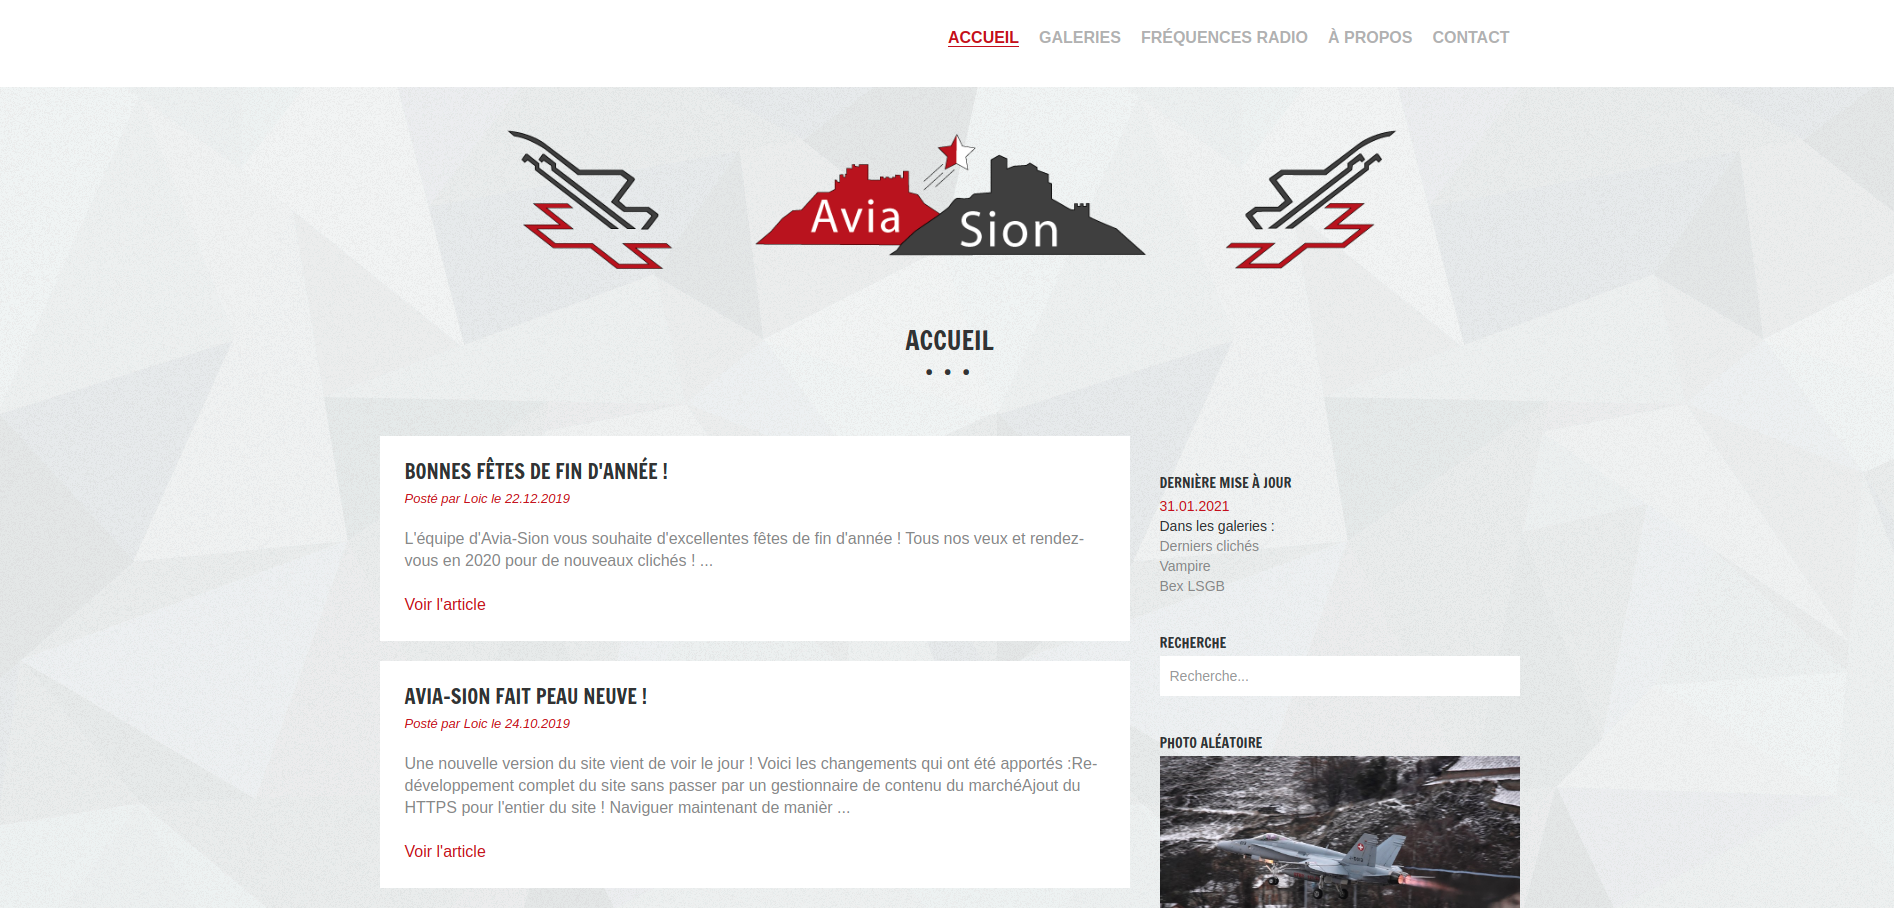 ACCUEIL GALERIES FRÉQUENCES RADIO À PROPOS CONTACT
Avia
Sion
ACCUEIL
• • •
BONNES FÊTES DE FIN D'ANNÉE !
Posté par Loic le 22.12.2019
L'équipe d'Avia-Sion vous souhaite d'excellentes fêtes de fin d'année ! Tous nos veux et rendez-
vous en 2020 pour de nouveaux clichés ! ...
Voir l'article
AVIA-SION FAIT PEAU NEUVE !
Posté par Loic le 24.10.2019
Une nouvelle version du site vient de voir le jour ! Voici les changements qui ont été apportés :Re-
développement complet du site sans passer par un gestionnaire de contenu du marchéAjout du
HTTPS pour l'entier du site ! Naviguer maintenant de manièr ...
Voir l'article
DERNIÈRE MISE À JOUR
31.01.2021
Dans les galeries :
Derniers clichés
Vampire
Bex LSGB
RECHERCHE
Recherche...
PHOTO ALÉATOIRE